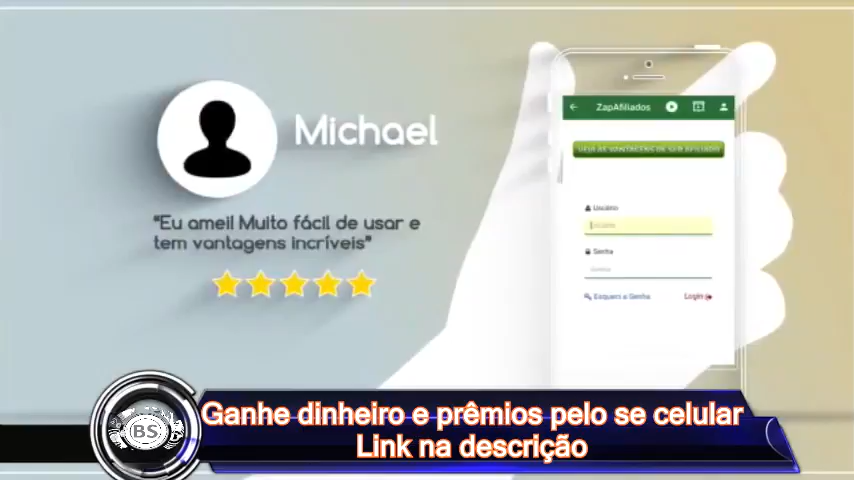 Michael
"Eu amei! Muito fácil de usar e
tem vantagens incríveis"
ZapAfiliados
Usuário
Senha
Esqueci a Senha
Login
BS
Ganhe dinheiro e prêmios pelo se celular
Link na descrição